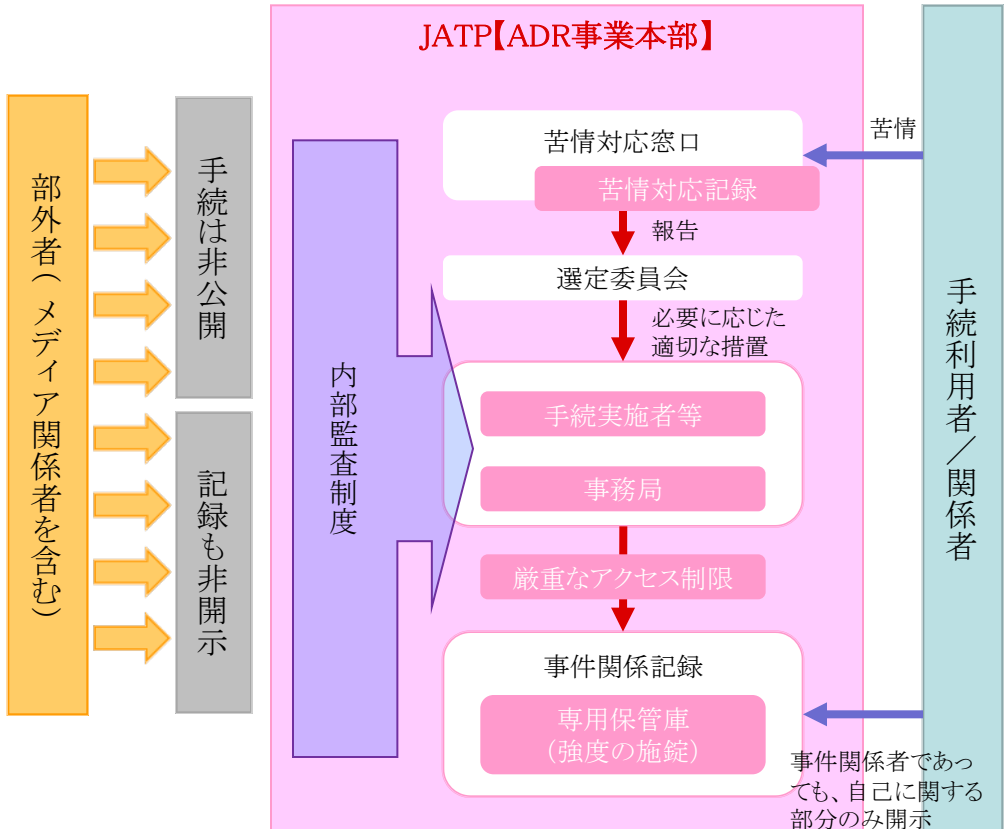 JATP【ADR事業本部】
部外者(メディア関係者を含む)
手続は非公開
記録も非開示
内部監査制度
苦情対応窓口
苦情対応記録
苦情
報告
選定委員会
必要に応じた
適切な措置
手続実施者等
事務局
厳重なアクセス制限
事件関係記録
専用保管庫
(強度の施錠)
手続利用者/関係者
事件関係者であっ
ても、自己に関する
部分のみ開示